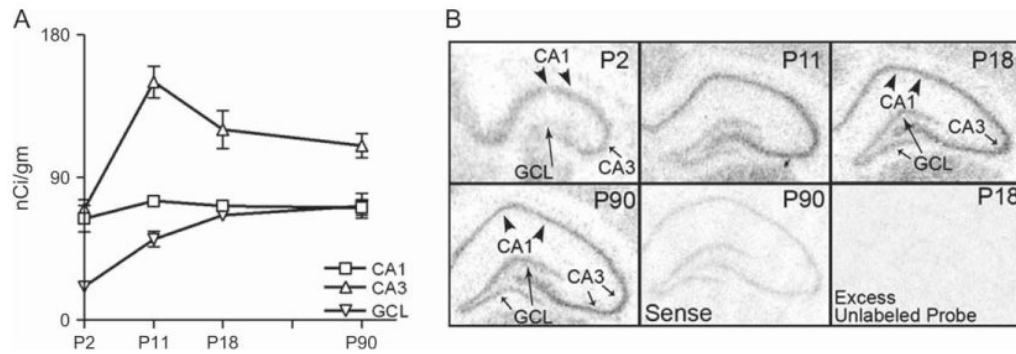 A
180
90
0
nCi/gm
P2
P11
P18
P90
CA1
CA3
GCL
B
P2
CA1
GCL
CA3
P11
P18
CA1
CA3
GCL
P90
CA1
CA3
GCL
P90
Sense
P18
Excess
Unlabeled Probe